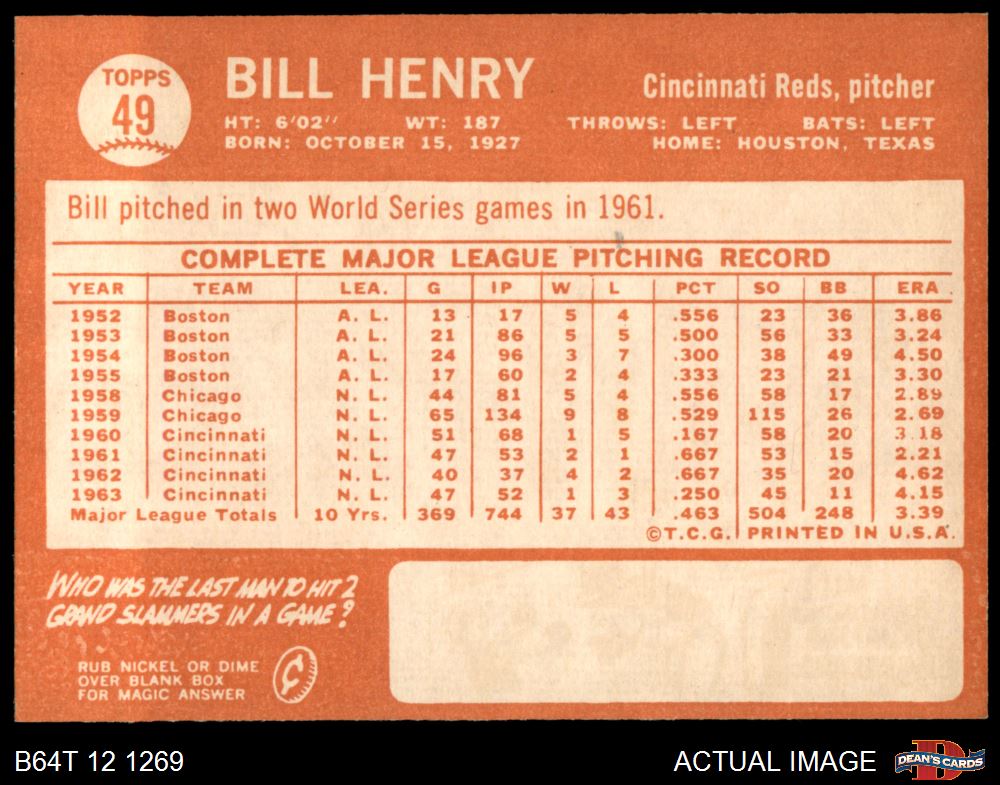 TOPPS
49
BILL HENRY
Cincinnati Reds, pitcher
HT: 6'02" WT: 187 THROWS: LEFT BATS: LEFT
BORN: OCTOBER 15, 1927 HOME: HOUSTON, TEXAS
Bill pitched in two World Series games in 1961.
COMPLETE MAJOR LEAGUE PITCHING RECORD
YEAR TEAM LEA. G IP W L PCT SO BB ERA
1952 Boston A. L. 13 17 5 4 .556 23 36 3.86
1953 Boston A. L. 21 86 5 5 .500 56 33 3.24
1954 Boston A. L. 24 96 3 7 .300 38 49 4.50
1955 Boston A. L. 17 60 2 4 .333 23 21 3.30
1958 Chicago N. L. 44 81 5 4 .556 58 17 2.89
1959 Chicago N. L. 65 134 9 8 .529 115 26 2.69
1960 Cincinnati N. L. 51 68 1 5 .167 58 20 3.18
1961 Cincinnati N. L. 47 53 2 1 .667 53 15 2.21
1962 Cincinnati N. L. 40 37 4 2 .667 35 20 4.62
1963 Cincinnati N. L. 47 52 1 3 .250 45 11 4.15
Major League Totals 10 Yrs. 369 744 37 43 .463 504 248 3.39
©T.C.G. PRINTED IN U.S.A.
WHO WAS THE LAST MAN TO HIT 2
GRAND SLAMMERS IN A GAME?
RUB NICKEL OR DIME
OVER BLANK BOX
FOR MAGIC ANSWER
¢
B64T 12 1269
ACTUAL IMAGE
D
DEAN'S CARDS